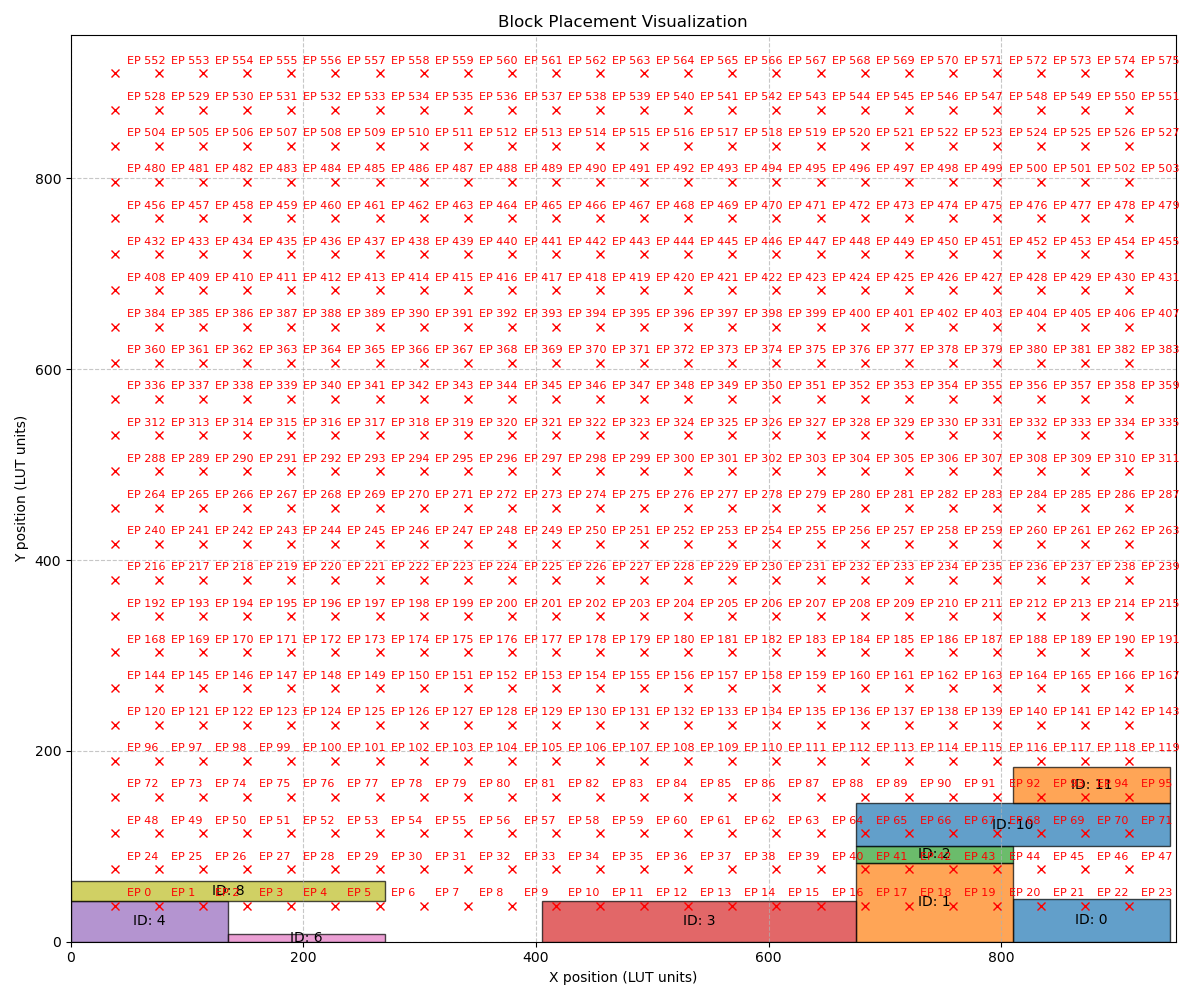 Block Placement Visualization
EP 552 EP 553 EP 554 EP 555 EP 556 EP 557 EP 558 EP 559 EP 560 EP 561 EP 562 EP 563 EP 564 EP 565 EP 566 EP 567 EP 568 EP 569 EP 570 EP 571 EP 572 EP 573 EP 574 EP 575
EP 528 EP 529 EP 530 EP 531 EP 532 EP 533 EP 534 EP 535 EP 536 EP 537 EP 538 EP 539 EP 540 EP 541 EP 542 EP 543 EP 544 EP 545 EP 546 EP 547 EP 548 EP 549 EP 550 EP 551
EP 504 EP 505 EP 506 EP 507 EP 508 EP 509 EP 510 EP 511 EP 512 EP 513 EP 514 EP 515 EP 516 EP 517 EP 518 EP 519 EP 520 EP 521 EP 522 EP 523 EP 524 EP 525 EP 526 EP 527
EP 480 EP 481 EP 482 EP 483 EP 484 EP 485 EP 486 EP 487 EP 488 EP 489 EP 490 EP 491 EP 492 EP 493 EP 494 EP 495 EP 496 EP 497 EP 498 EP 499 EP 500 EP 501 EP 502 EP 503
800
EP 456 EP 457 EP 458 EP 459 EP 460 EP 461 EP 462 EP 463 EP 464 EP 465 EP 466 EP 467 EP 468 EP 469 EP 470 EP 471 EP 472 EP 473 EP 474 EP 475 EP 476 EP 477 EP 478 EP 479
EP 432 EP 433 EP 434 EP 435 EP 436 EP 437 EP 438 EP 439 EP 440 EP 441 EP 442 EP 443 EP 444 EP 445 EP 446 EP 447 EP 448 EP 449 EP 450 EP 451 EP 452 EP 453 EP 454 EP 455
EP 408 EP 409 EP 410 EP 411 EP 412 EP 413 EP 414 EP 415 EP 416 EP 417 EP 418 EP 419 EP 420 EP 421 EP 422 EP 423 EP 424 EP 425 EP 426 EP 427 EP 428 EP 429 EP 430 EP 431
EP 384 EP 385 EP 386 EP 387 EP 388 EP 389 EP 390 EP 391 EP 392 EP 393 EP 394 EP 395 EP 396 EP 397 EP 398 EP 399 EP 400 EP 401 EP 402 EP 403 EP 404 EP 405 EP 406 EP 407
EP 360 EP 361 EP 362 EP 363 EP 364 EP 365 EP 366 EP 367 EP 368 EP 369 EP 370 EP 371 EP 372 EP 373 EP 374 EP 375 EP 376 EP 377 EP 378 EP 379 EP 380 EP 381 EP 382 EP 383
600
EP 336 EP 337 EP 338 EP 339 EP 340 EP 341 EP 342 EP 343 EP 344 EP 345 EP 346 EP 347 EP 348 EP 349 EP 350 EP 351 EP 352 EP 353 EP 354 EP 355 EP 356 EP 357 EP 358 EP 359
EP 312 EP 313 EP 314 EP 315 EP 316 EP 317 EP 318 EP 319 EP 320 EP 321 EP 322 EP 323 EP 324 EP 325 EP 326 EP 327 EP 328 EP 329 EP 330 EP 331 EP 332 EP 333 EP 334 EP 335
EP 288 EP 289 EP 290 EP 291 EP 292 EP 293 EP 294 EP 295 EP 296 EP 297 EP 298 EP 299 EP 300 EP 301 EP 302 EP 303 EP 304 EP 305 EP 306 EP 307 EP 308 EP 309 EP 310 EP 311
EP 264 EP 265 EP 266 EP 267 EP 268 EP 269 EP 270 EP 271 EP 272 EP 273 EP 274 EP 275 EP 276 EP 277 EP 278 EP 279 EP 280 EP 281 EP 282 EP 283 EP 284 EP 285 EP 286 EP 287
EP 240 EP 241 EP 242 EP 243 EP 244 EP 245 EP 246 EP 247 EP 248 EP 249 EP 250 EP 251 EP 252 EP 253 EP 254 EP 255 EP 256 EP 257 EP 258 EP 259 EP 260 EP 261 EP 262 EP 263
400
EP 216 EP 217 EP 218 EP 219 EP 220 EP 221 EP 222 EP 223 EP 224 EP 225 EP 226 EP 227 EP 228 EP 229 EP 230 EP 231 EP 232 EP 233 EP 234 EP 235 EP 236 EP 237 EP 238 EP 239
EP 192 EP 193 EP 194 EP 195 EP 196 EP 197 EP 198 EP 199 EP 200 EP 201 EP 202 EP 203 EP 204 EP 205 EP 206 EP 207 EP 208 EP 209 EP 210 EP 211 EP 212 EP 213 EP 214 EP 215
EP 168 EP 169 EP 170 EP 171 EP 172 EP 173 EP 174 EP 175 EP 176 EP 177 EP 178 EP 179 EP 180 EP 181 EP 182 EP 183 EP 184 EP 185 EP 186 EP 187 EP 188 EP 189 EP 190 EP 191
EP 144 EP 145 EP 146 EP 147 EP 148 EP 149 EP 150 EP 151 EP 152 EP 153 EP 154 EP 155 EP 156 EP 157 EP 158 EP 159 EP 160 EP 161 EP 162 EP 163 EP 164 EP 165 EP 166 EP 167
EP 120 EP 121 EP 122 EP 123 EP 124 EP 125 EP 126 EP 127 EP 128 EP 129 EP 130 EP 131 EP 132 EP 133 EP 134 EP 135 EP 136 EP 137 EP 138 EP 139 EP 140 EP 141 EP 142 EP 143
EP 96 EP 97 EP 98 EP 99 EP 100 EP 101 EP 102 EP 103 EP 104 EP 105 EP 106 EP 107 EP 108 EP 109 EP 110 EP 111 EP 112 EP 113 EP 114 EP 115 EP 116 EP 117 EP 118 EP 119
200
EP 72 EP 73 EP 74 EP 75 EP 76 EP 77 EP 78 EP 79 EP 80 EP 81 EP 82 EP 83 EP 84 EP 85 EP 86 EP 87 EP 88 EP 89 EP 90 EP 91 EP 92 EP 94 EP 95
ID: 11
EP 48 EP 49 EP 50 EP 51 EP 52 EP 53 EP 54 EP 55 EP 56 EP 57 EP 58 EP 59 EP 60 EP 61 EP 62 EP 63 EP 64 EP 65 EP 66 EP 67 EP 68 EP 69 EP 70 EP 71
ID: 10
EP 24 EP 25 EP 26 EP 27 EP 28 EP 29 EP 30 EP 31 EP 32 EP 33 EP 34 EP 35 EP 36 EP 37 EP 38 EP 39 EP 40 EP 41 EP 43 EP 44 EP 45 EP 46 EP 47
ID: 2
EP 0 EP 1 EP 3 EP 4 EP 5 EP 6 EP 7 EP 8 EP 9 EP 10 EP 11 EP 12 EP 13 EP 14 EP 15 EP 16 EP 17 EP 18 EP 19 EP 20 EP 21 EP 22 EP 23
ID: 8
ID: 1
ID: 4
ID: 3
ID: 0
ID: 6
0
0 200 400 600 800
X position (LUT units)
Y position (LUT units)